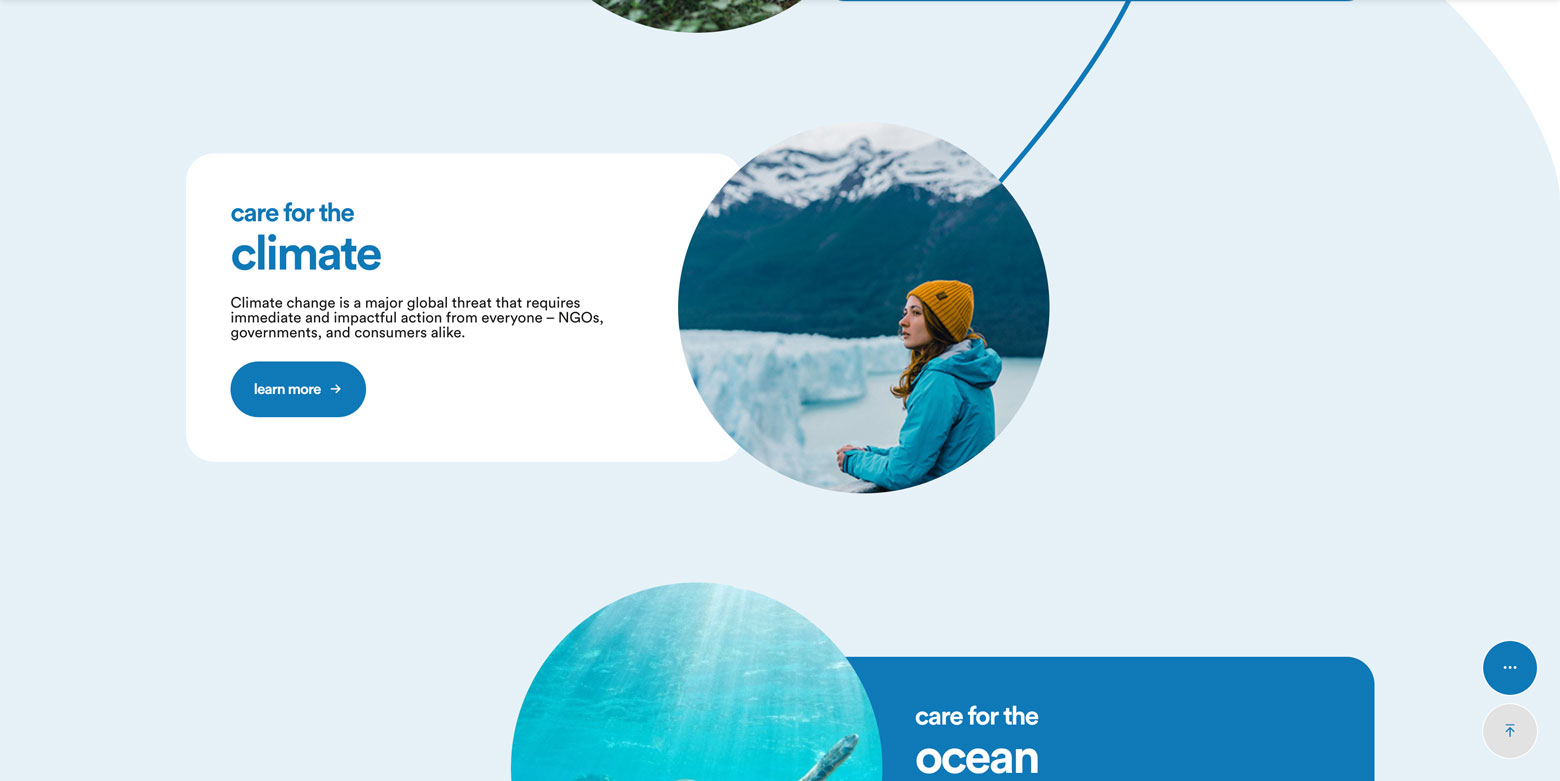 care for the
climate
Climate change is a major global threat that requires
immediate and impactful action from everyone – NGOs,
governments, and consumers alike.
learn more →
care for the
ocean